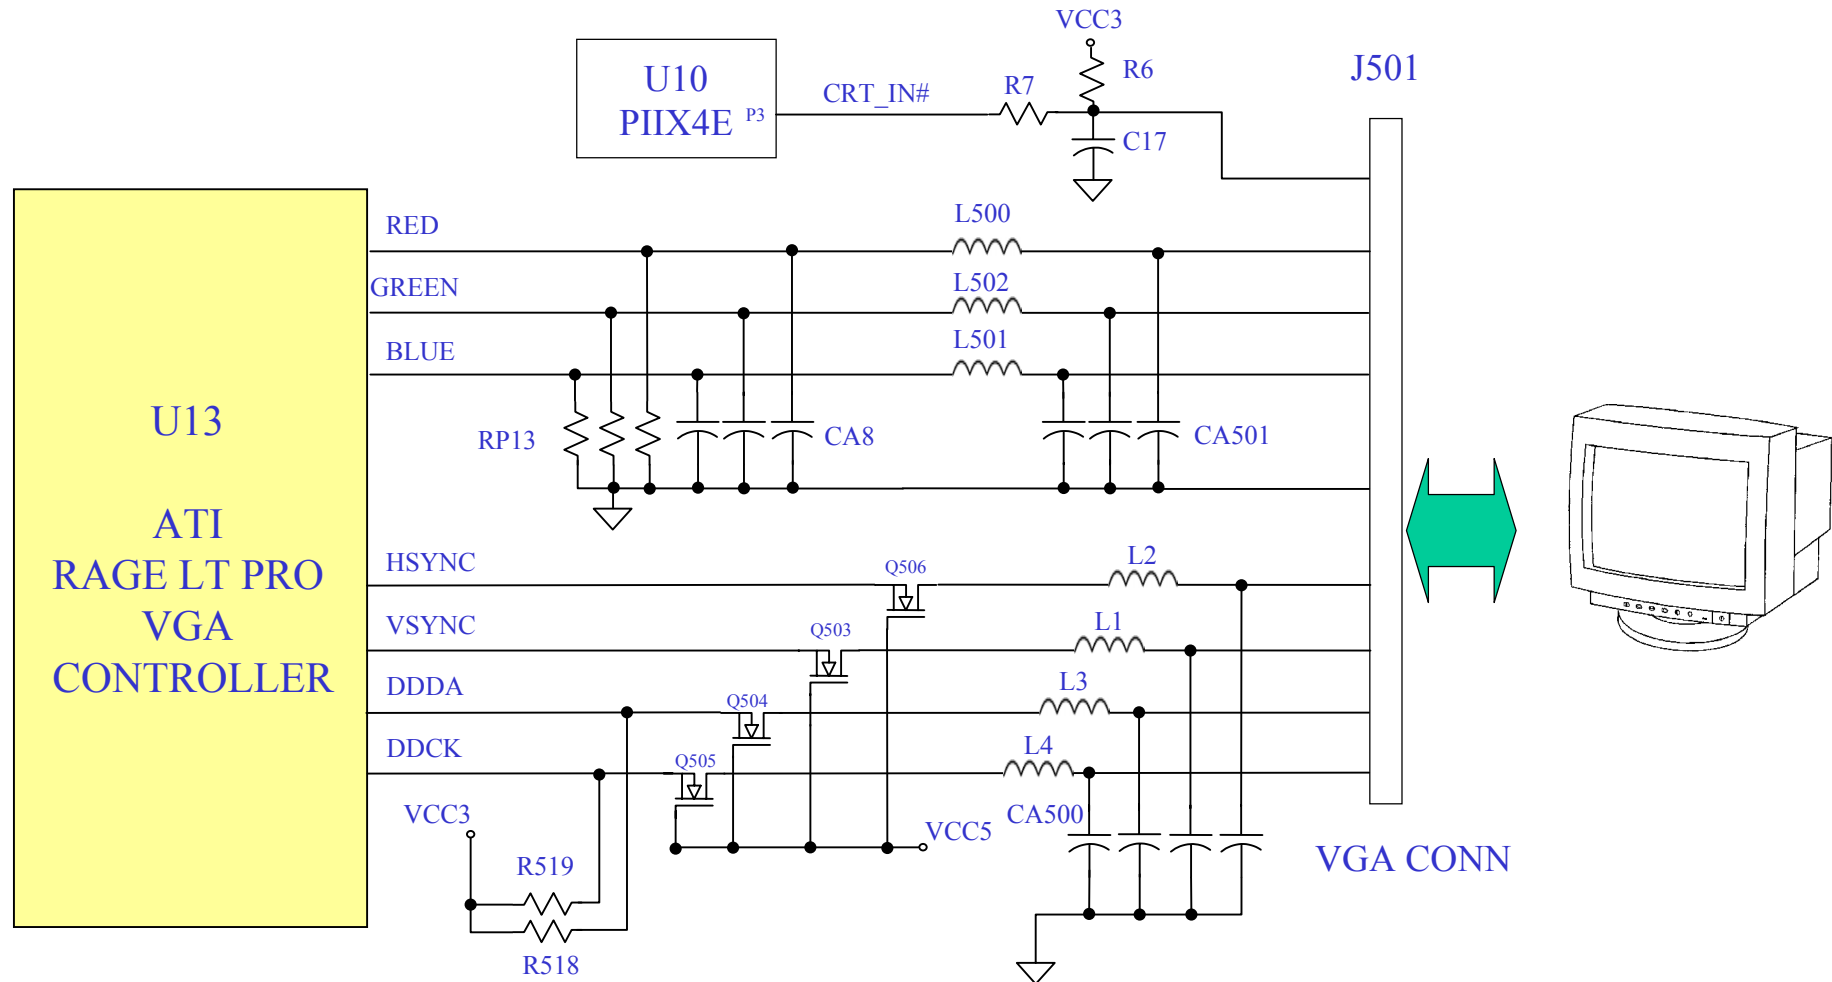 VCC3
U10
PIIX4E P3
CRT_IN#
R7
R6
C17
J501
RED
L500
GREEN
L502
BLUE
L501
RP13
CA8
CA501
U13
ATI
RAGE LT PRO
VGA
CONTROLLER
HSYNC
Q506
L2
VSYNC
Q503
L1
DDDA
Q504
L3
DDCK
Q505
L4
VCC3
VCC5
CA500
R519
R518
VGA CONN